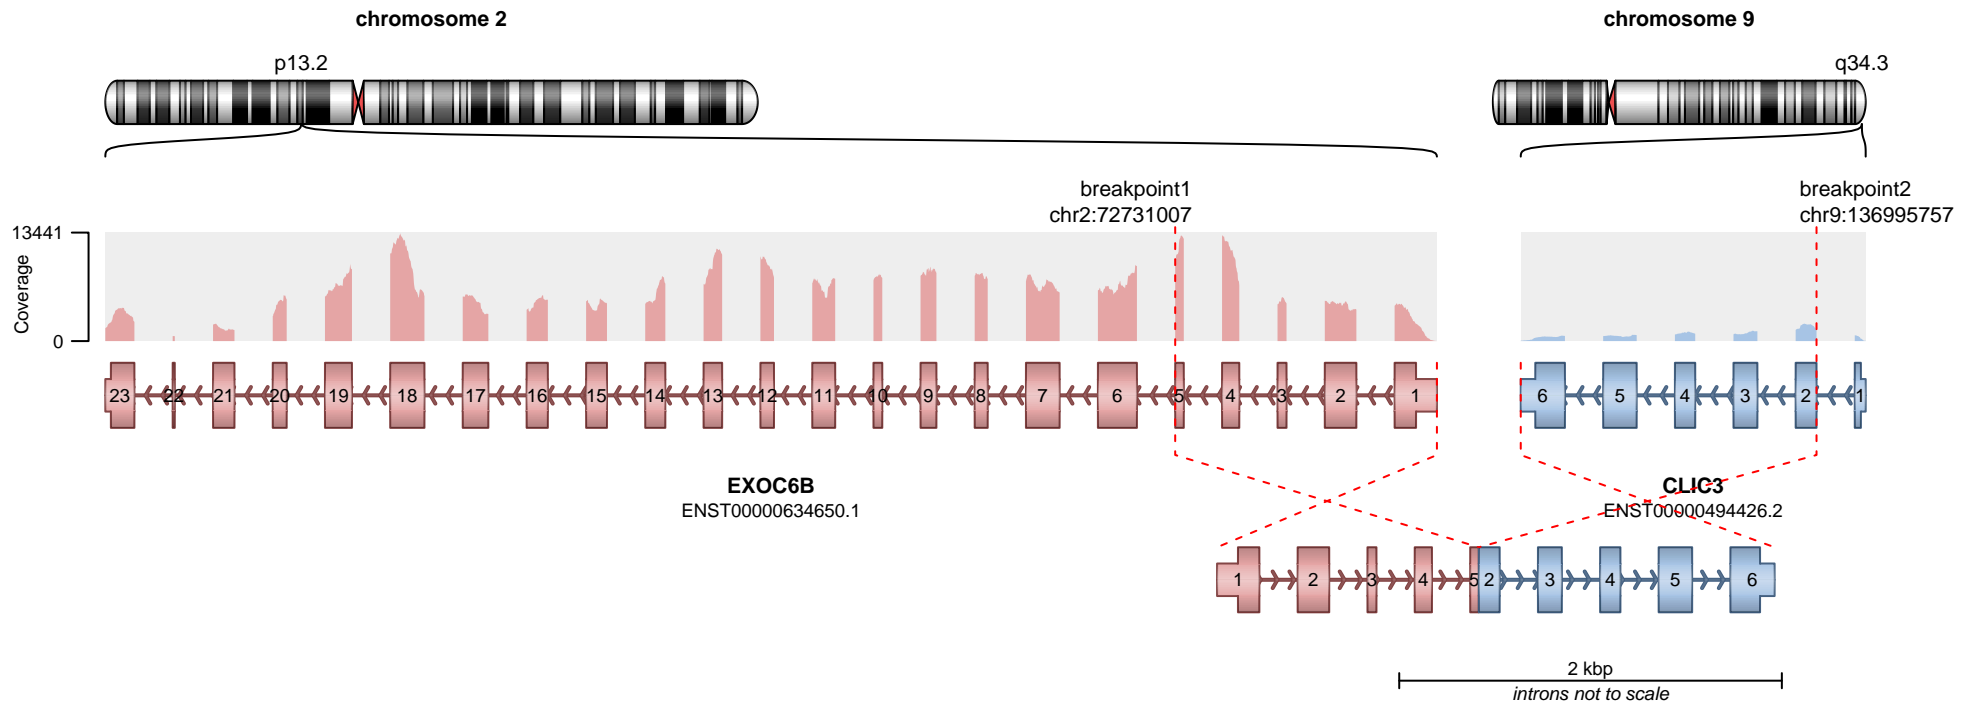 chromosome 2
chromosome 9
p13.2
q34.3
breakpoint1
chr2:72731007
breakpoint2
chr9:136995757
13441
Coverage
0
23 22 21 20 19 18 17 16 15 14 13 12 11 10 9 8 7 6 5 4 3 2 1
6 5 4 3 2 1
EXOC6B
ENST00000634650.1
CLIC3
ENST00000494426.2
1 2 3 4 5 2 3 4 5 6
2 kbp
introns not to scale